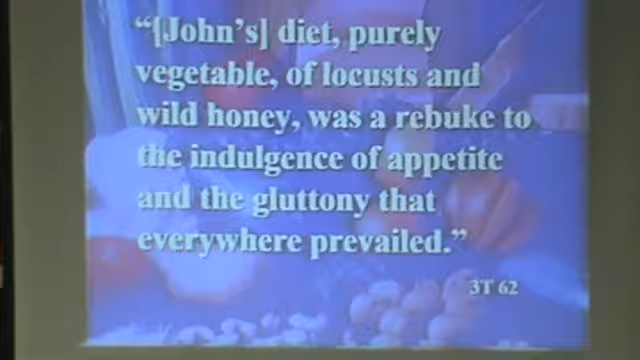 “[John’s] diet, purely
vegetable, of locusts and
wild honey, was a rebuke to
the indulgence of appetite
and the gluttony that
everywhere prevailed.”
3T 62